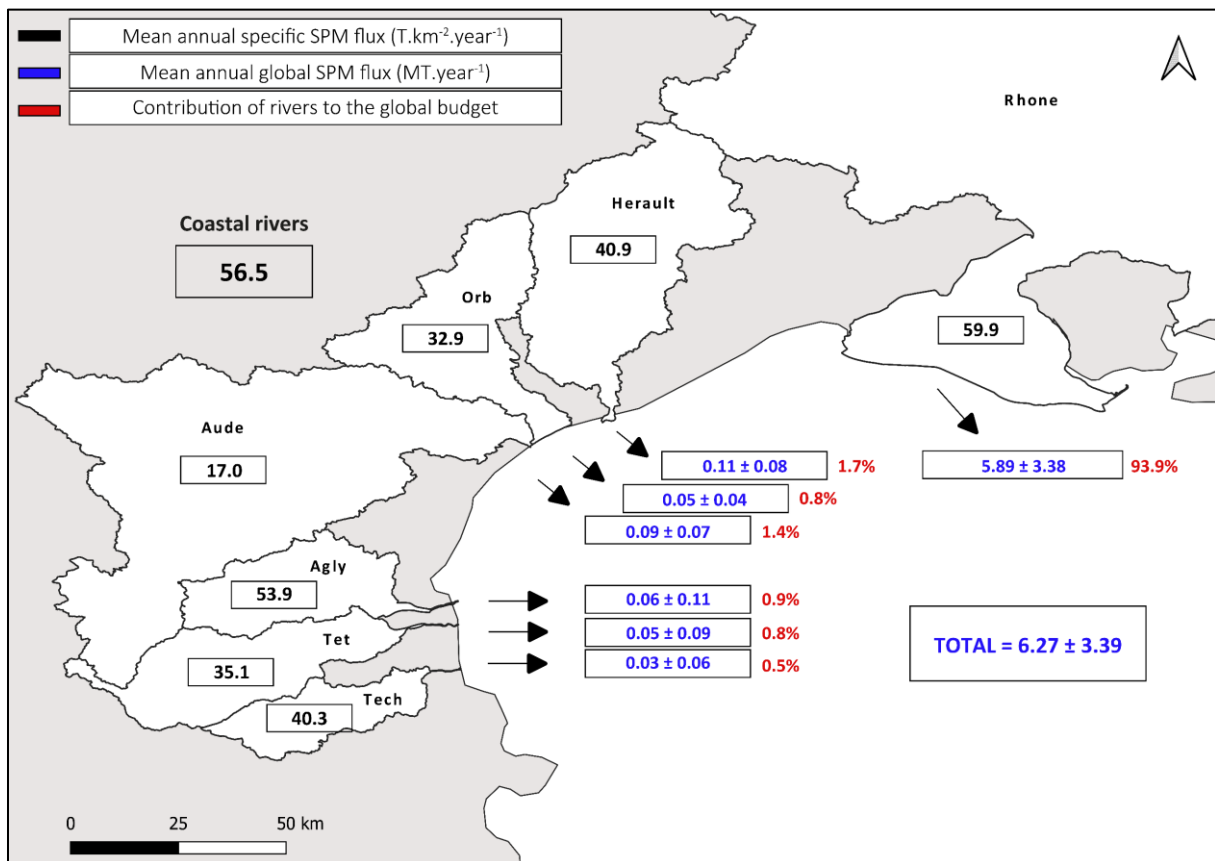 Mean annual specific SPM flux (T.km⁻².year⁻¹)
Mean annual global SPM flux (MT.year⁻¹)
Contribution of rivers to the global budget
Rhone
Herault
40.9
Coastal rivers
56.5
Orb
32.9
59.9
Aude
17.0
0.11 ± 0.08 1.7%
5.89 ± 3.38 93.9%
0.05 ± 0.04 0.8%
0.09 ± 0.07 1.4%
Agly
53.9
0.06 ± 0.11 0.9%
Tet
35.1
0.05 ± 0.09 0.8%
TOTAL = 6.27 ± 3.39
0.03 ± 0.06 0.5%
Tech
40.3
0 25 50 km